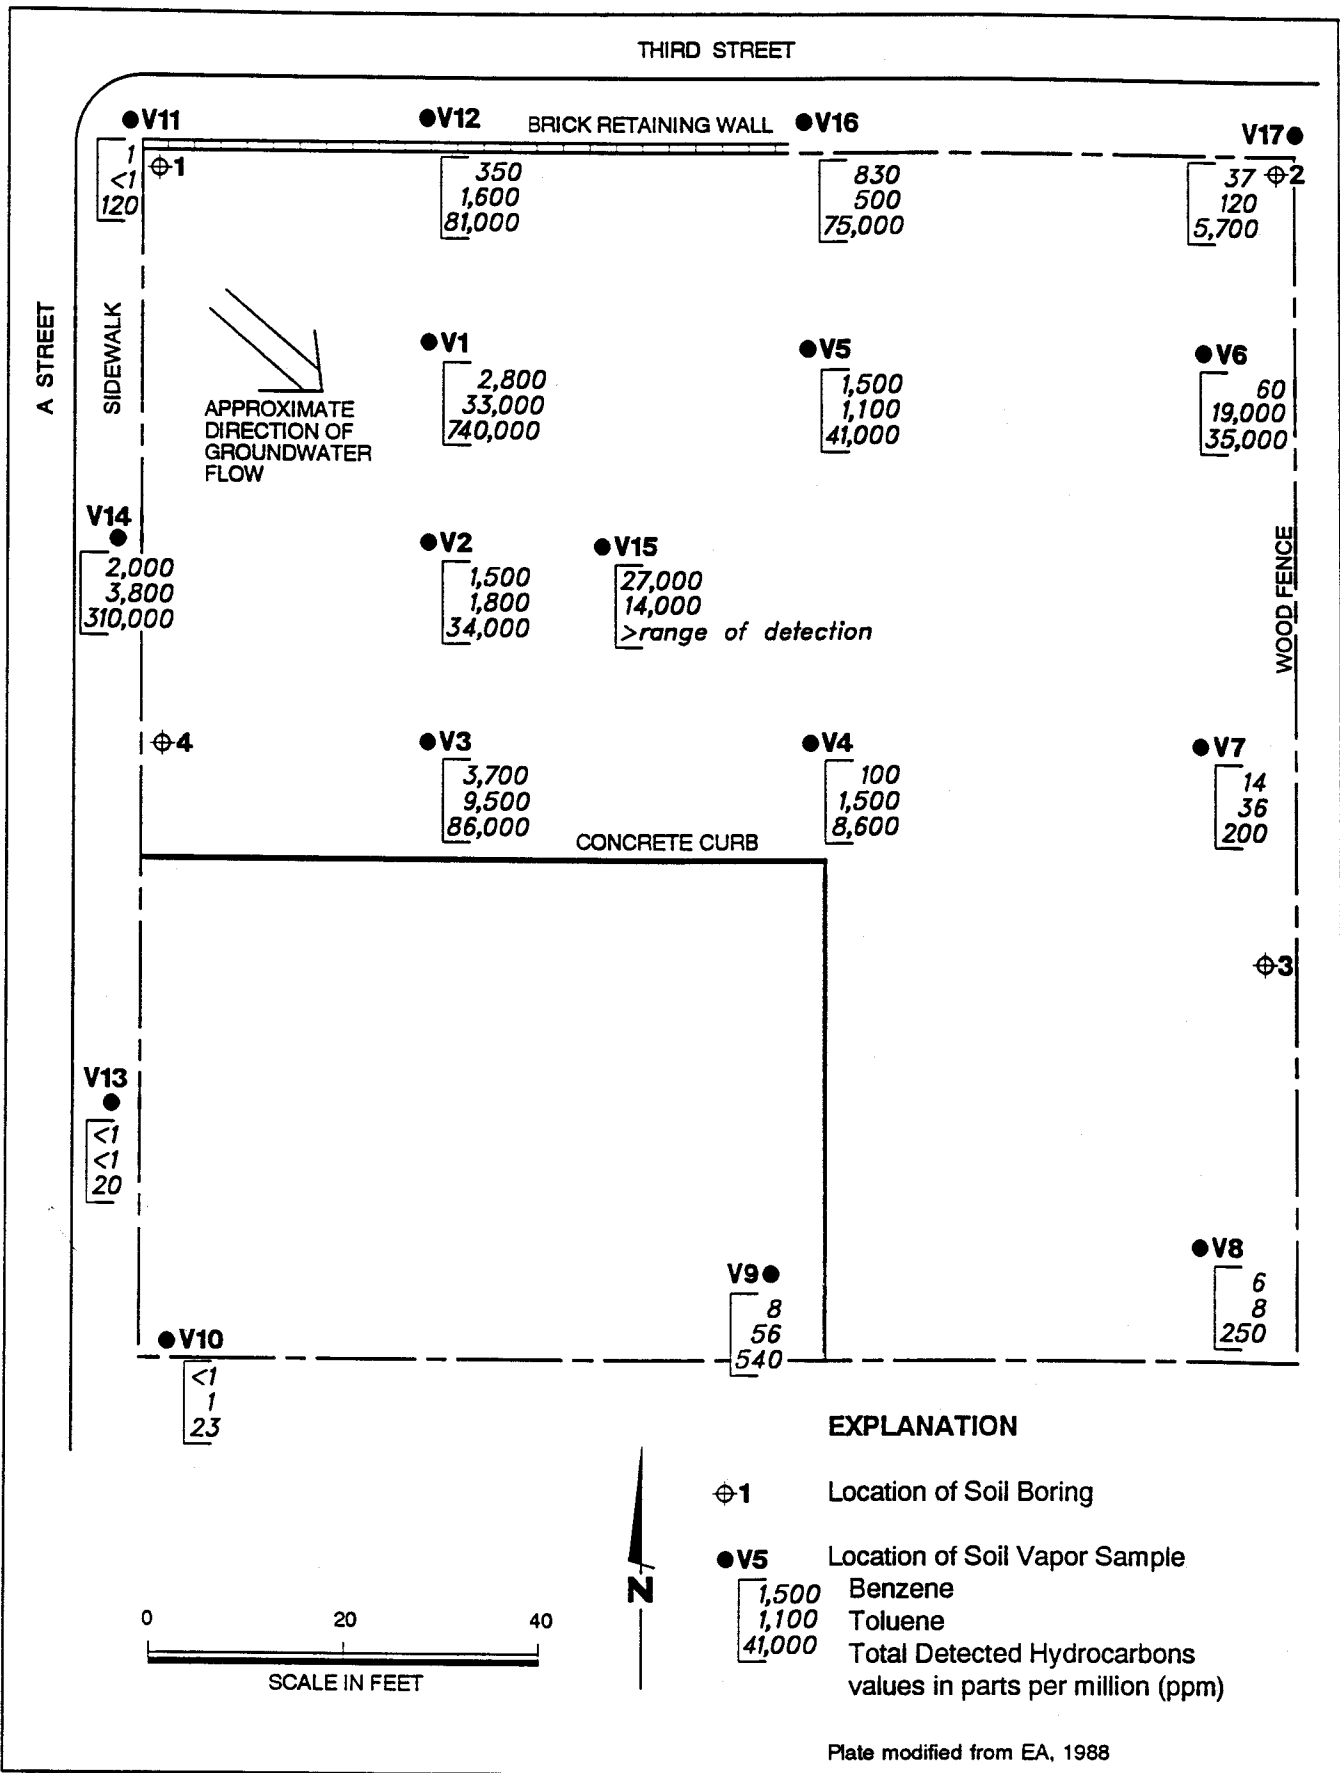 THIRD STREET
V11
V12
BRICK RETAINING WALL
V16
V17
1
<1
120
1
350
1,600
81,000
830
500
75,000
37
120
5,700
2
A STREET
SIDEWALK
APPROXIMATE
DIRECTION OF
GROUNDWATER
FLOW
V1
2,800
33,000
740,000
V5
1,500
1,100
41,000
V6
60
19,000
35,000
V14
2,000
3,800
310,000
V2
1,500
1,800
34,000
V15
27,000
14,000
>range of detection
WOOD FENCE
4
V3
3,700
9,500
86,000
V4
100
1,500
8,600
V7
14
36
200
CONCRETE CURB
3
V13
<1
<1
20
V9
8
56
540
V8
6
8
250
V10
<1
1
23
EXPLANATION
1 Location of Soil Boring
V5 Location of Soil Vapor Sample
1,500 Benzene
1,100 Toluene
41,000 Total Detected Hydrocarbons
values in parts per million (ppm)
N
0 20 40
SCALE IN FEET
Plate modified from EA, 1988